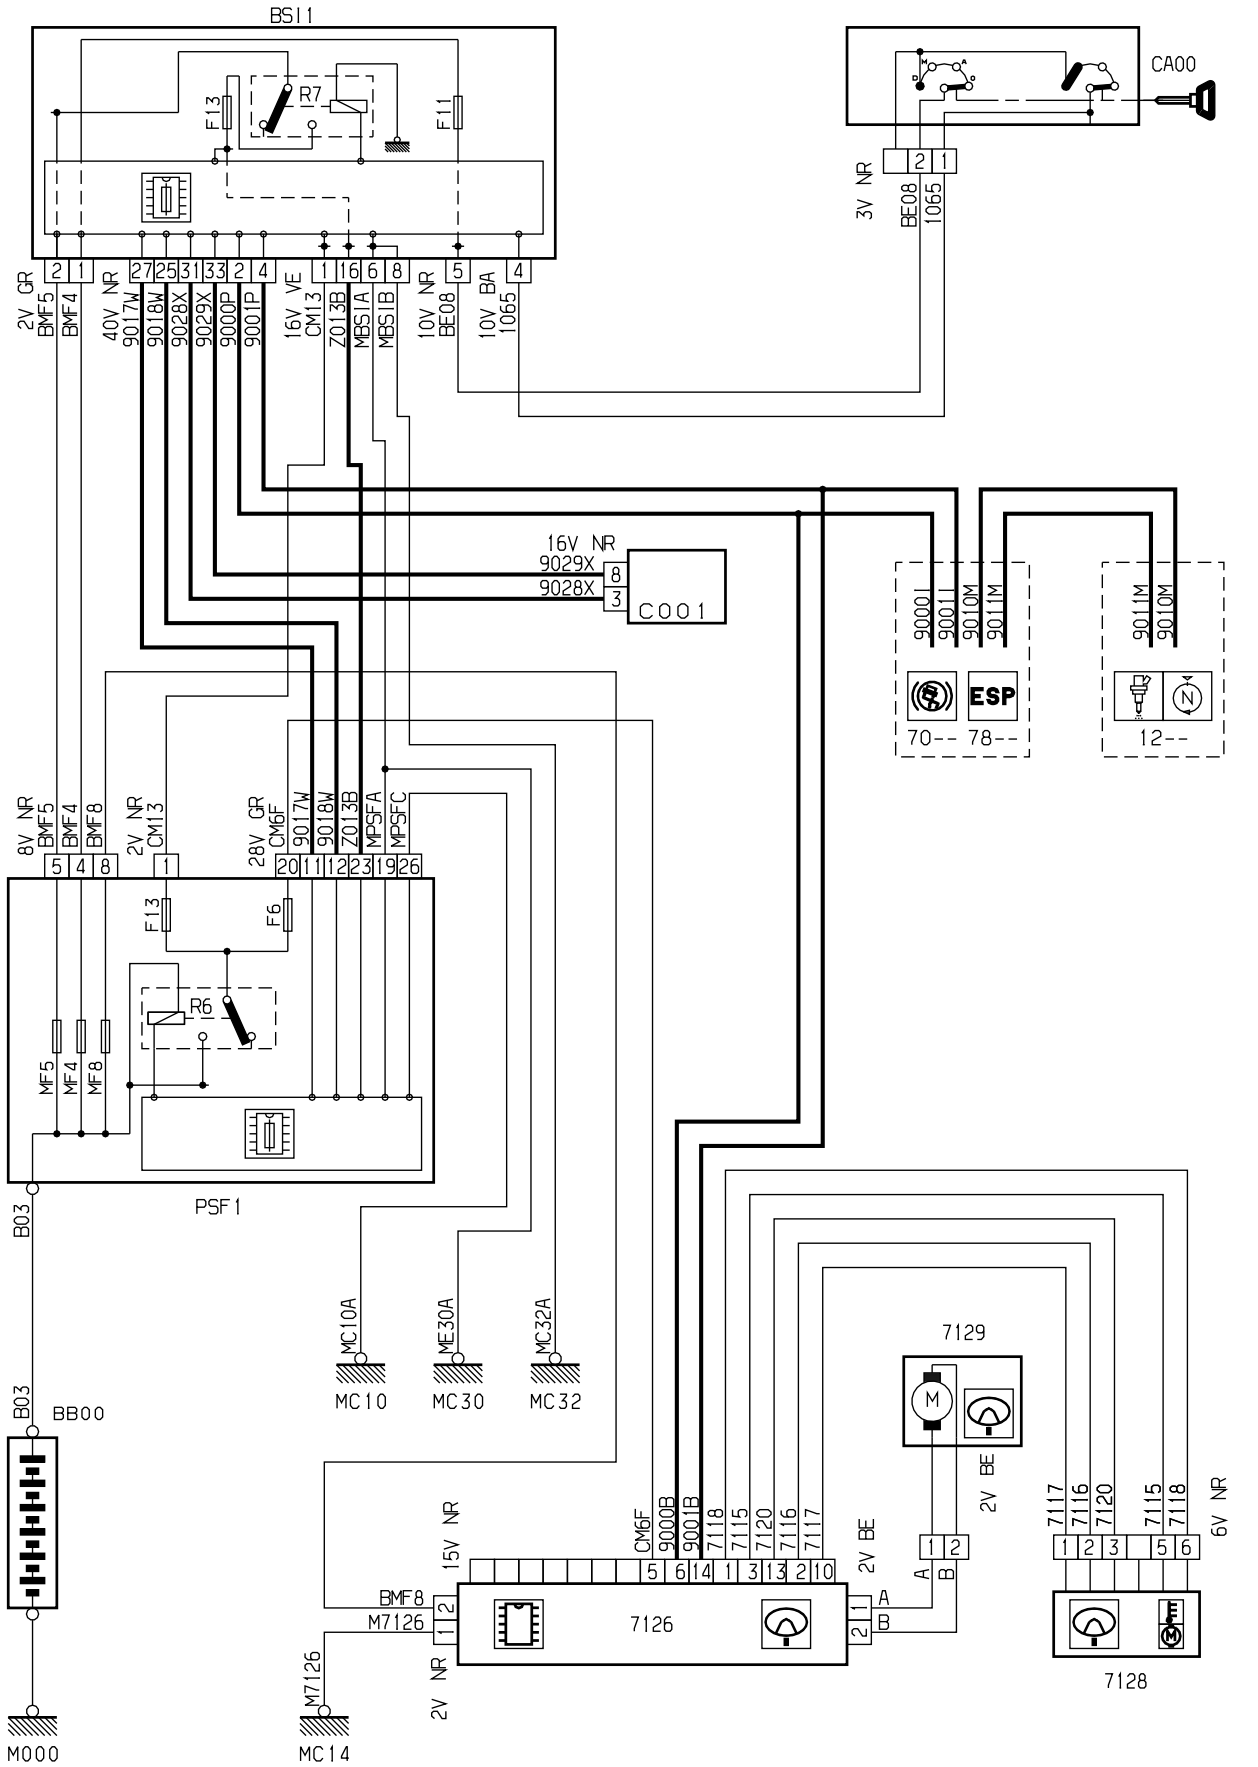 BSI1
CA00
M A
D O
F13
R7
F11
2 1
3V NR
BE08
1065
2 1 27 25 31 33 2 4 1 16 6 8 5 4
2V GR
BMF5
BMF4
40V NR
9017W
9018W
9028X
9029X
9000P
9001P
16V VE
CM13
Z013B
MBSIA
MBSIB
10V NR
BE08
10V BA
1065
16V NR
9029X
8
9028X
3
C001
9000I
9001I
9010M
9011M
9011M
9010M
ESP
N
70-- 78--
12--
8V NR
BMF5
BMF4
BMF8
2V NR
CM13
28V GR
CM6F
9017W
9018W
Z013B
MPSFA
MPSFC
5 4 8 1 20 11 12 23 19 26
F13
F6
R6
MF5
MF4
MF8
PSF1
B03
MC10A
ME30A
MC32A
MC10 MC30 MC32
B03
BB00
M000
7129
M
2V BE
1 2
A
B
15V NR
CM6F
9000B
9001B
7118
7115
7120
7116
7117
5 6 14 1 3 13 2 10
2V BE
BMF8
2
M7126
1
7126
1
A
2
B
2V NR
M7126
MC14
7117
7116
7120
7115
7118
6V NR
1 2 3 5 6
M
7128